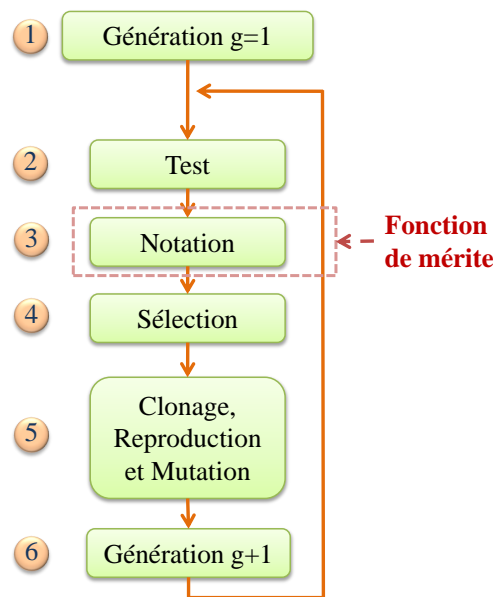 1
Génération g=1
2
Test
3
Notation
Fonction
de mérite
4
Sélection
5
Clonage,
Reproduction
et Mutation
6
Génération g+1